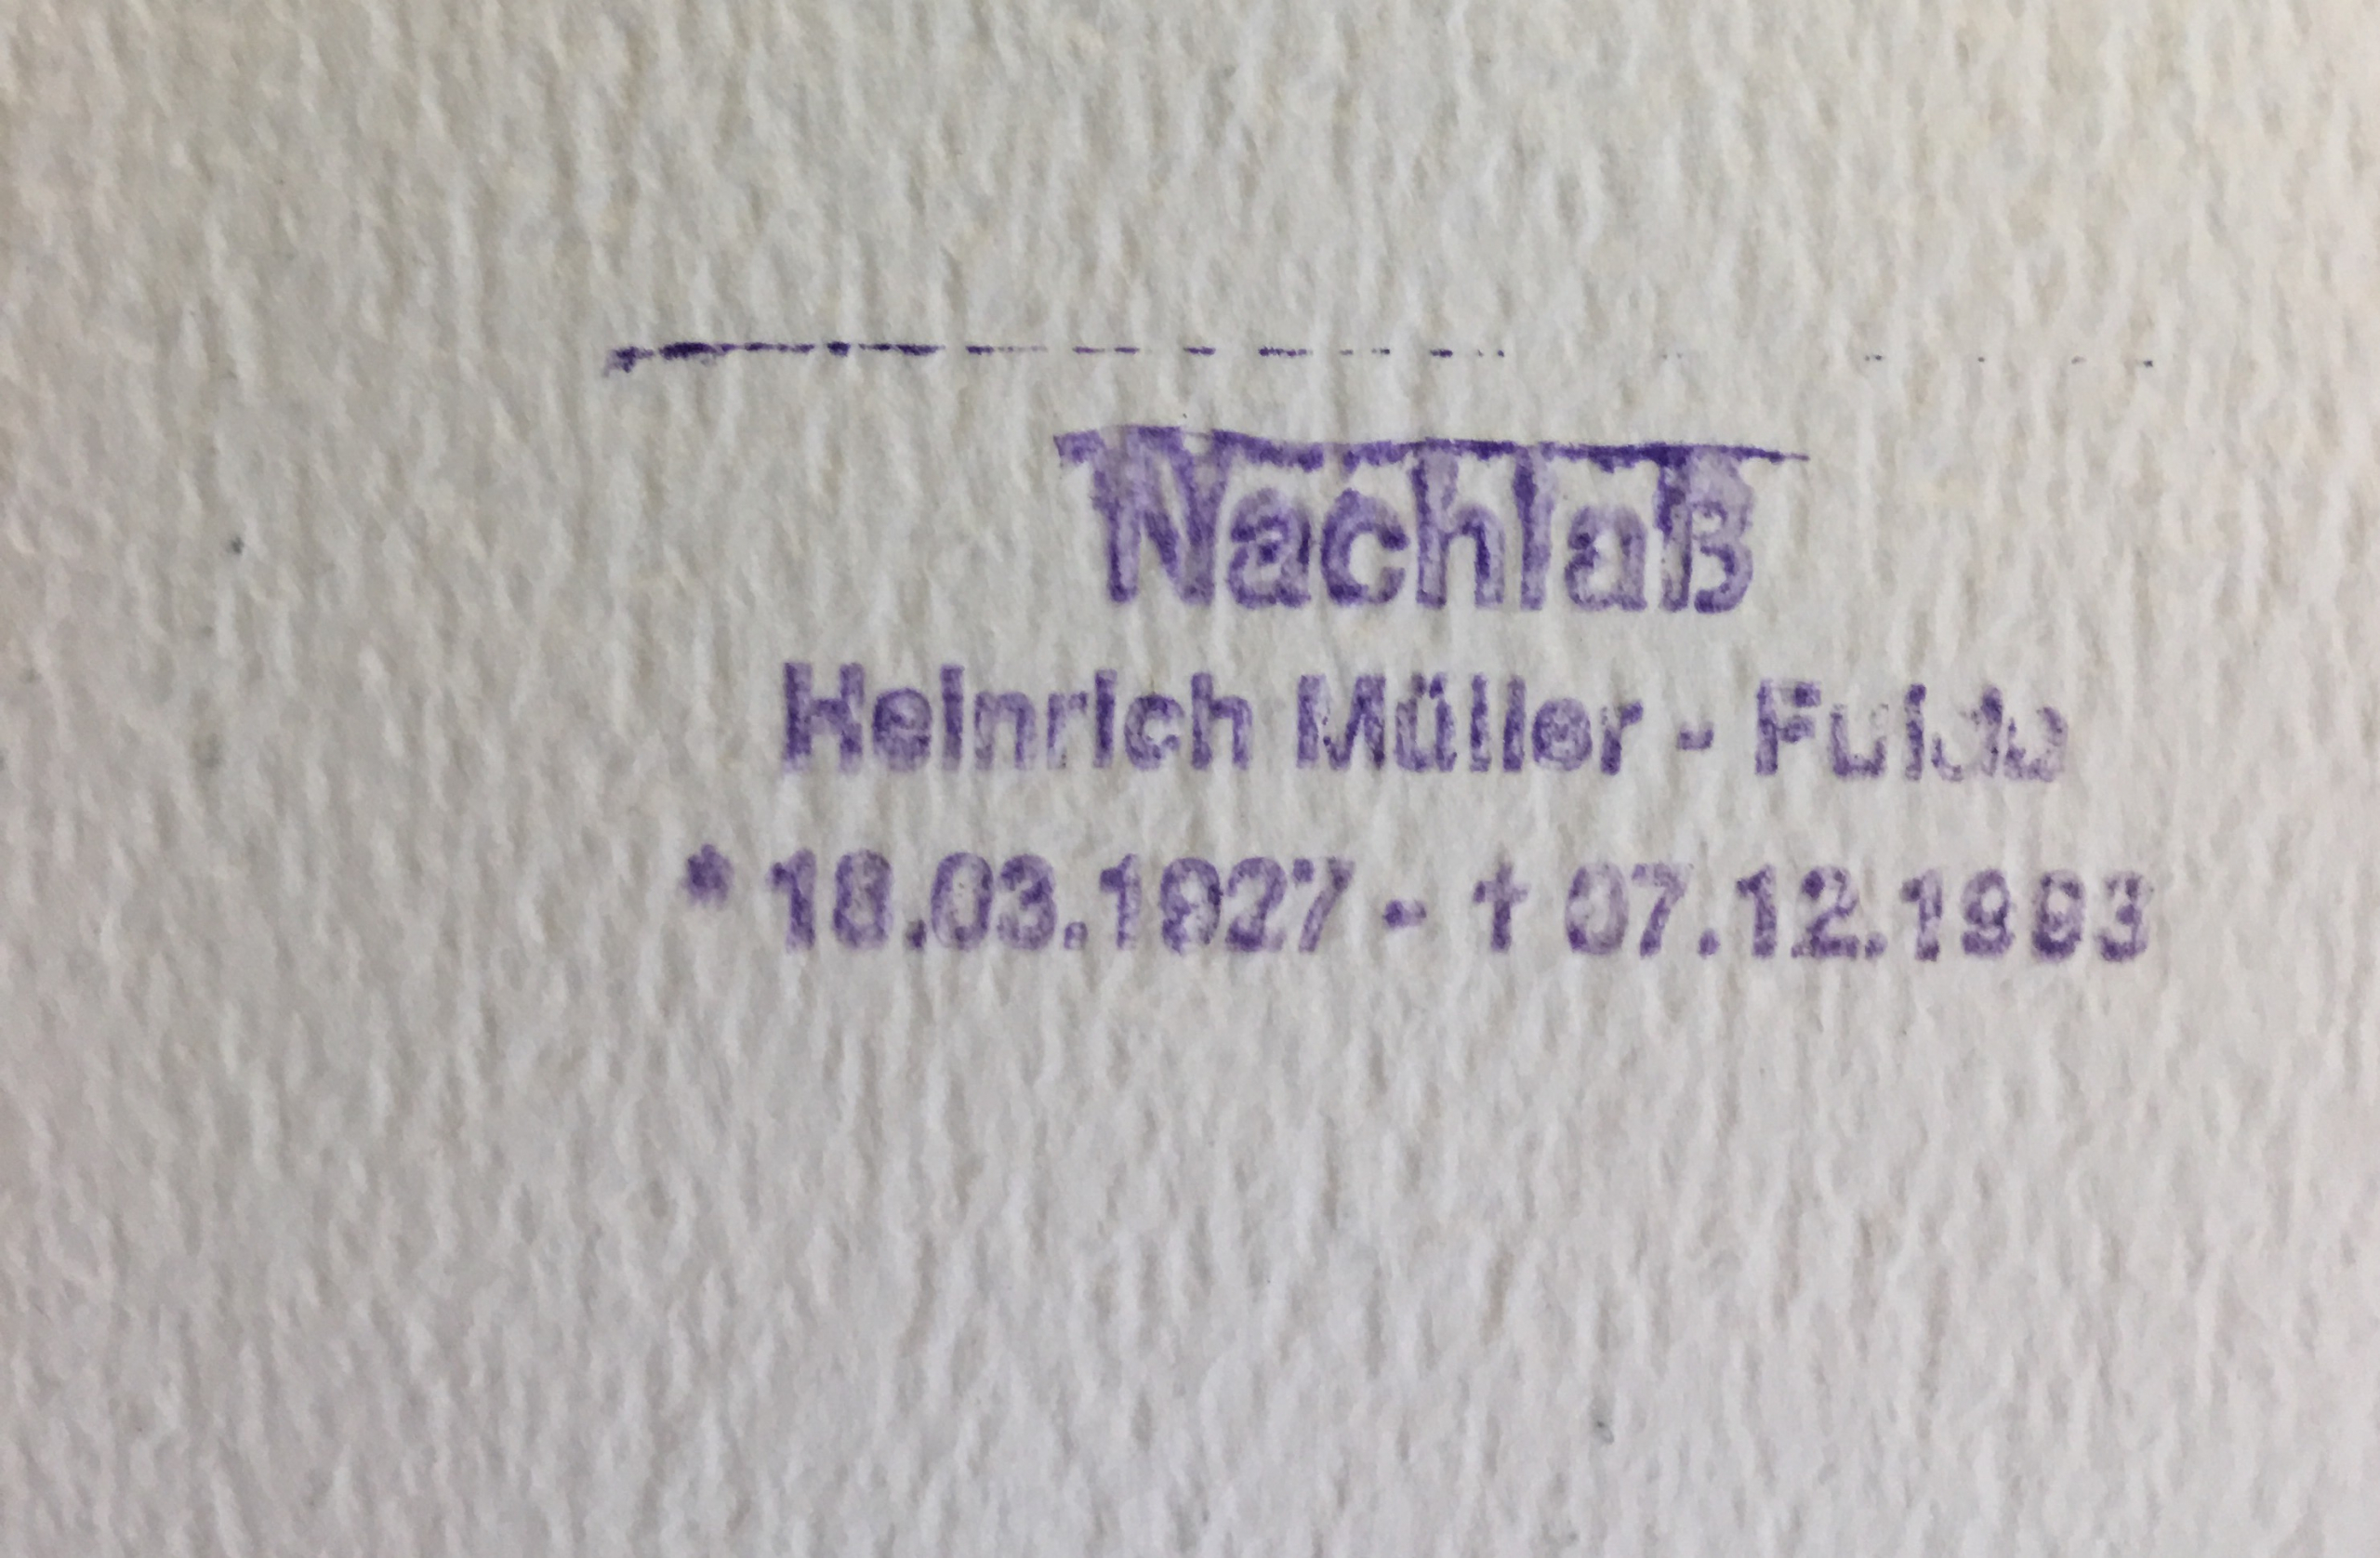 Nachlaß
Heinrich Müller - Fulda
* 18.03.1927 - † 07.12.1993